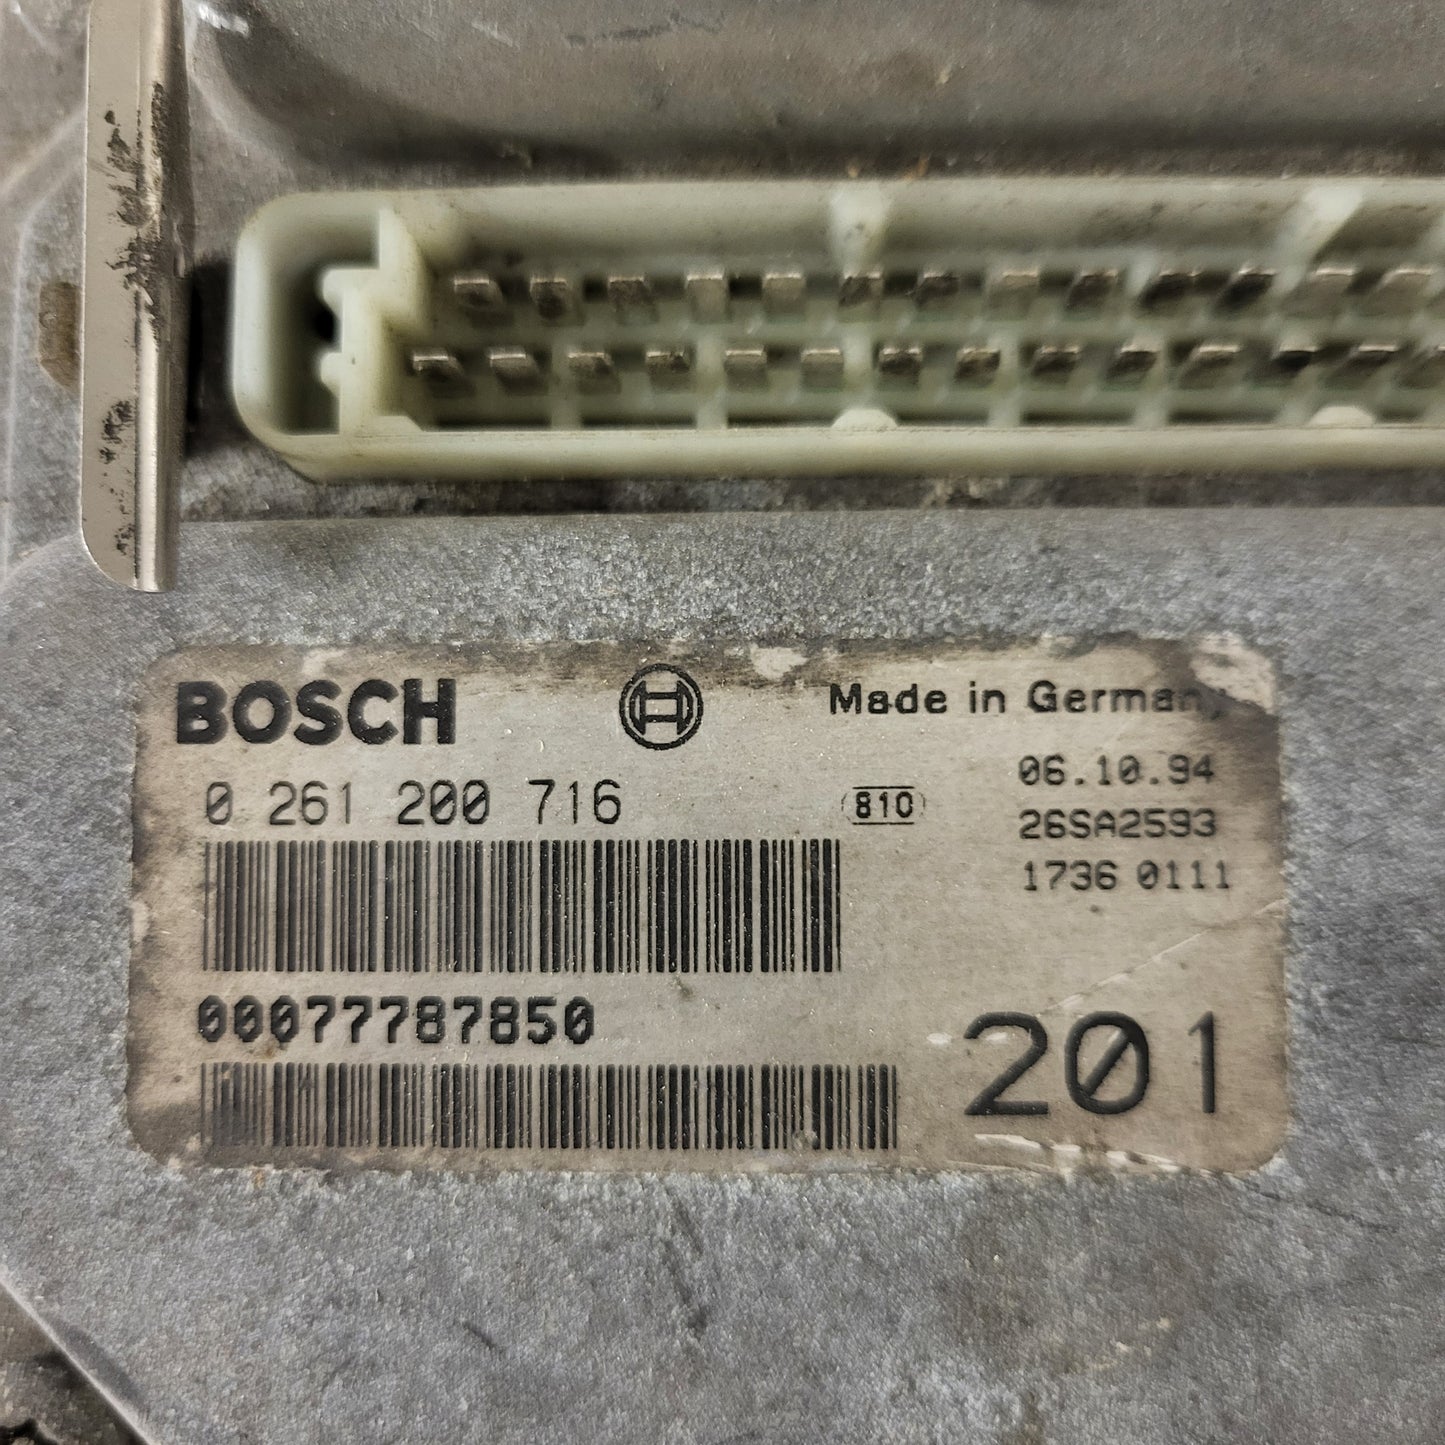 BOSCH
Made in Germany
0 261 200 716
810
06.10.94
26SA2593
1736 0111
00077787850
201